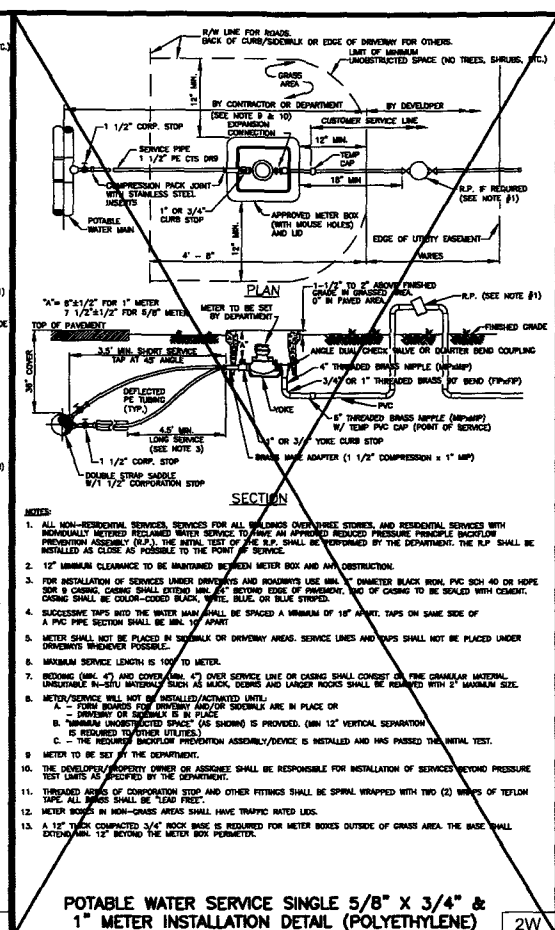 R/W LINE FOR ROADS.
BACK OF CURB/SIDEWALK OR EDGE OF DRIVEWAY FOR OTHERS.
LIMIT OF MINIMUM
UNOBSTRUCTED SPACE (NO TREES, SHRUBS, ETC.)
GRASS
AREA
12" MIN.
BY CONTRACTOR OR DEPARTMENT
BY DEVELOPER
(SEE NOTE 9 & 10)
CUSTOMER SERVICE LINE
EXPANSION
CONNECTION
1 1/2" CORP. STOP
12" MIN.
SERVICE PIPE
1 1/2" PE CTS DR9
TEMP
CAP
18" MIN
COMPRESSION PACK JOINT
WITH STAINLESS STEEL
INSERTS
R.P. IF REQUIRED
(SEE NOTE #1)
1" OR 3/4"
CURB STOP
APPROVED METER BOX
(WITH MOUSE HOLES)
AND LID
POTABLE
WATER MAIN
12" MIN.
EDGE OF UTILITY EASEMENT
4' - 8'
VARIES
PLAN
1-1/2" TO 2" ABOVE FINISHED
GRADE IN GRASSED AREA
0" IN PAVED AREA
"A"= 8"±1/2" FOR 1" METER
7 1/2"±1/2" FOR 5/8" METER
METER TO BE SET
BY DEPARTMENT
R.P. (SEE NOTE #1)
TOP OF PAVEMENT
FINISHED GRADE
"A"
3.5' MIN. SHORT SERVICE
TAP AT 45° ANGLE
ANGLE DUAL CHECK VALVE OR QUARTER BEND COUPLING
36" COVER
4" THREADED BRASS NIPPLE (MIPxMIP)
3/4" OR 1" THREADED BRASS 90° BEND (FIPxFIP)
DEFLECTED
PE TUBING
(TYP.)
PVC
YOKE
4.5' MIN.
LONG SERVICE
(SEE NOTE 3)
6" THREADED BRASS NIPPLE (MIPxMIP)
W/ TEMP PVC CAP (POINT OF SERVICE)
1" OR 3/4" YOKE CURB STOP
1 1/2" CORP. STOP
BRASS MALE ADAPTER (1 1/2" COMPRESSION x 1" MIP)
DOUBLE STRAP SADDLE
W/1 1/2" CORPORATION STOP
SECTION
NOTES:
1. ALL NON-RESIDENTIAL SERVICES, SERVICES FOR ALL BUILDINGS OVER THREE STORIES, AND RESIDENTIAL SERVICES WITH
INDIVIDUALLY METERED RECLAIMED WATER SERVICE TO HAVE AN APPROVED REDUCED PRESSURE PRINCIPLE BACKFLOW
PREVENTION ASSEMBLY (R.P.). THE INITIAL TEST OF THE R.P. SHALL BE PERFORMED BY THE DEPARTMENT. THE R.P SHALL BE
INSTALLED AS CLOSE AS POSSIBLE TO THE POINT OF SERVICE.
2. 12" MINIMUM CLEARANCE TO BE MAINTAINED BETWEEN METER BOX AND ANY OBSTRUCTION.
3. FOR INSTALLATION OF SERVICES UNDER DRIVEWAYS AND ROADWAYS USE MIN. DIAMETER BLACK IRON, PVC SCH 40 OR HDPE
SDR 9 CASING, CASING SHALL EXTEND MIN. 24" BEYOND EDGE OF PAVEMENT. END OF CASING TO BE SEALED WITH CEMENT.
CASING SHALL BE COLOR-CODED BLACK, WHITE, BLUE, OR BLUE STRIPED.
4. SUCCESSIVE TAPS INTO THE WATER MAIN SHALL BE SPACED A MINIMUM OF 18" APART. TAPS ON SAME SIDE OF
A PVC PIPE SECTION SHALL BE MIN. 10' APART
5. METER SHALL NOT BE PLACED IN SIDEWALK OR DRIVEWAY AREAS. SERVICE LINES AND TAPS SHALL NOT BE PLACED UNDER
DRIVEWAYS WHENEVER POSSIBLE.
6. MAXIMUM SERVICE LENGTH IS 100' TO METER.
7. BEDDING (MIN. 4") AND COVER (MIN. 4") OVER SERVICE LINE OR CASING SHALL CONSIST OF FINE GRANULAR MATERIAL.
UNSUITABLE IN-SITU MATERIALS SUCH AS MUCK, DEBRIS AND LARGER ROCKS SHALL BE REMOVED WITH 2" MAXIMUM SIZE.
8. METER/SERVICE WILL NOT BE INSTALLED/ACTIVATED UNTIL:
A. - FORM BOARDS FOR DRIVEWAY AND/OR SIDEWALK ARE IN PLACE OR
- DRIVEWAY OR SIDEWALK IS IN PLACE
B. "MINIMUM UNOBSTRUCTED SPACE" (AS SHOWN) IS PROVIDED. (MIN 12" VERTICAL SEPARATION
IS REQUIRED TO OTHER UTILITIES.)
C. - THE REQUIRED BACKFLOW PREVENTION ASSEMBLY/DEVICE IS INSTALLED AND HAS PASSED THE INITIAL TEST.
9 METER TO BE SET BY THE DEPARTMENT.
10. THE DEVELOPER/PROPERTY OWNER OR ASSIGNEE SHALL BE RESPONSIBLE FOR INSTALLATION OF SERVICES BEYOND PRESSURE
TEST LIMITS AS SPECIFIED BY THE DEPARTMENT.
11. THREADED AREAS OF CORPORATION STOP AND OTHER FITTINGS SHALL BE SPIRAL WRAPPED WITH TWO (2) WRAPS OF TEFLON
TAPE. ALL BRASS SHALL BE "LEAD FREE".
12. METER BOXES IN NON-GRASS AREAS SHALL HAVE TRAFFIC RATED LIDS.
13. A 12" THICK COMPACTED 3/4" ROCK BASE IS REQUIRED FOR METER BOXES OUTSIDE OF GRASS AREA. THE BASE SHALL
EXTEND MIN. 12" BEYOND THE METER BOX PERIMETER.
POTABLE WATER SERVICE SINGLE 5/8" X 3/4" &
1" METER INSTALLATION DETAIL (POLYETHYLENE)
2W